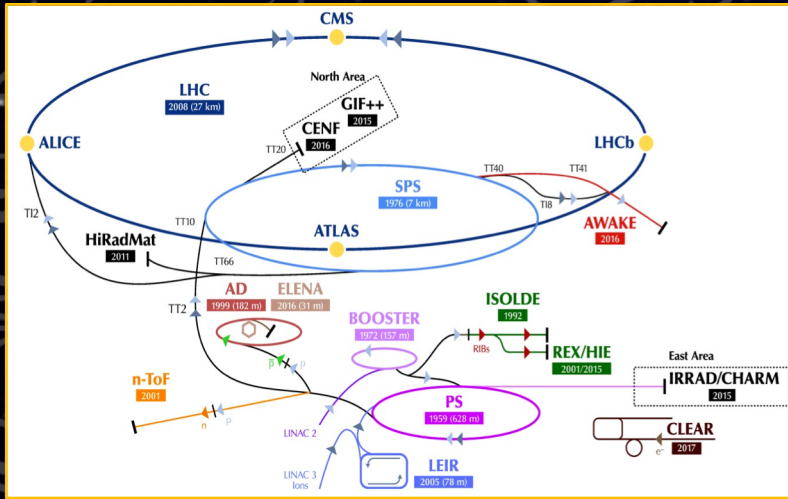 CMS
North Area
LHC
2008 (27 km)
GIF++
2015
CENF
2016
ALICE
LHCb
TT20
TT40
TT41
SPS
1976 (7 km)
TI8
TI2
TT10
AWAKE
2016
HiRadMat
2011
ATLAS
TT66
AD
1999 (182 m)
ELENA
2016 (31 m)
TT2
ISOLDE
1992
BOOSTER
1972 (157 m)
RIBs
REX/HIE
2001/2015
East Area
p
p
n-ToF
2001
IRRAD/CHARM
2015
PS
1959 (628 m)
n
p
LINAC 2
CLEAR
2017
e-
LINAC 3
Ions
LEIR
2005 (78 m)